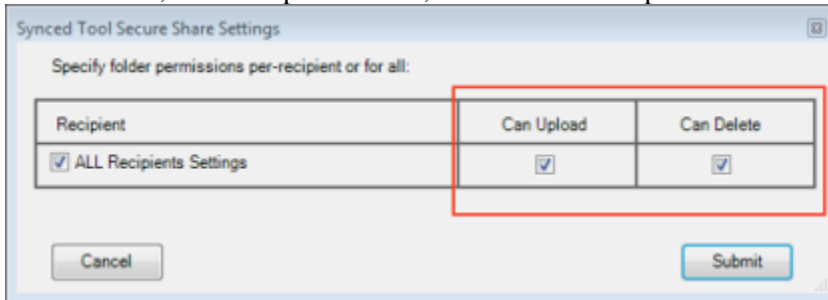 Synced Tool Secure Share Settings
Specify folder permissions per-recipient or for all:
Recipient Can Upload Can Delete
ALL Recipients Settings
Cancel Submit